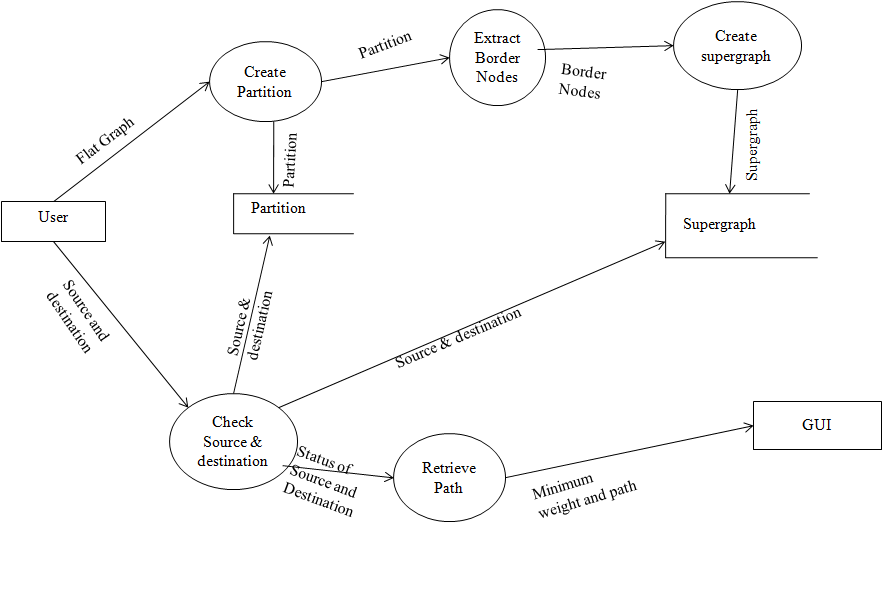 Create
Partition
Partition
Extract
Border
Nodes
Border
Nodes
Create
supergraph
Flat Graph
Partition
Supergraph
User
Partition
Supergraph
Source and
destination
Source &
destination
Source & destination
Check
Source &
destination
Status of
Source and
Destination
Retrieve
Path
Minimum
weight and path
GUI